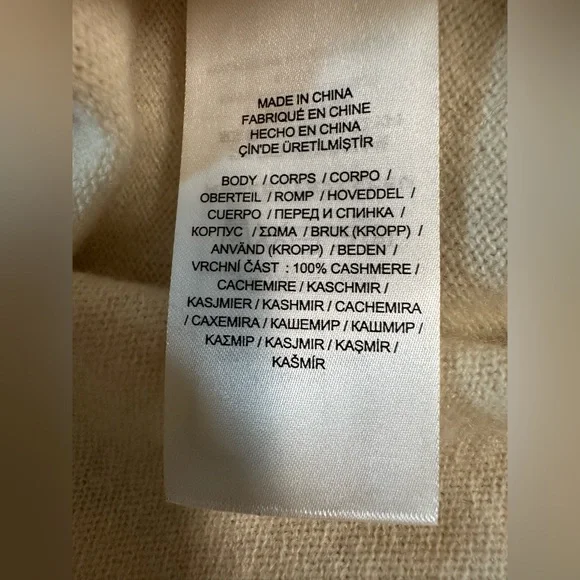 MADE IN CHINA
FABRIQUÉ EN CHINE
HECHO EN CHINA
ÇİN'DE ÜRETİLMİŞTİR
BODY / CORPS / CORPO /
OBERTEIL / ROMP / HOVEDDEL /
CUERPO / ПЕРЕД И СПИНКА /
КОРПУС / ΣΩΜΑ / BRUK (KROPP) /
ANVÄND (KROPP) / BEDEN /
VRCHNÍ ČÁST : 100% CASHMERE /
CACHEMIRE / KASCHMIR /
KASJMIER / KASHMIR / CACHEMIRA
/ CAXEMIRA / КАШЕМИР / КАШМИР /
ΚΑΣΜΙΡ / KASJMIR / KAŞMİR /
KAŠMÍR